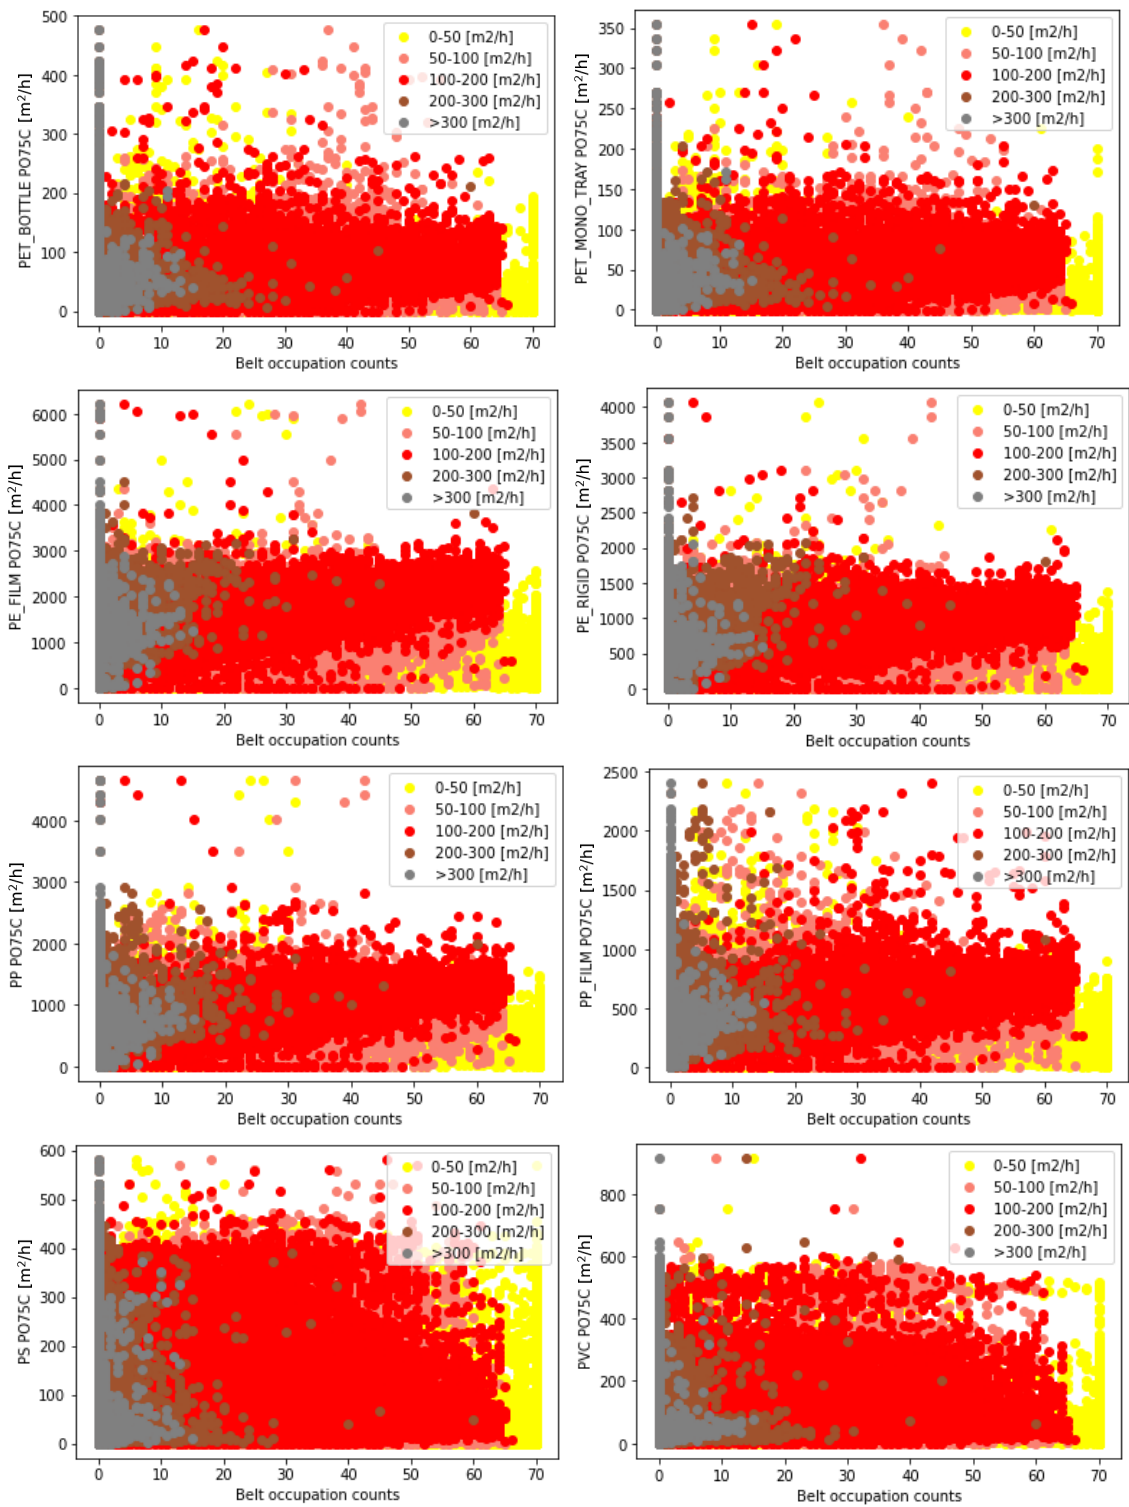 500
400
300
200
100
0
PET_BOTTLE PO75C [m²/h]
0-50 [m2/h]
50-100 [m2/h]
100-200 [m2/h]
200-300 [m2/h]
>300 [m2/h]
0 10 20 30 40 50 60 70
Belt occupation counts
350
300
250
200
150
100
50
0
PET_MONO_TRAY PO75C [m²/h]
0-50 [m2/h]
50-100 [m2/h]
100-200 [m2/h]
200-300 [m2/h]
>300 [m2/h]
0 10 20 30 40 50 60 70
Belt occupation counts
6000
5000
4000
3000
2000
1000
0
PE_FILM PO75C [m²/h]
0-50 [m2/h]
50-100 [m2/h]
100-200 [m2/h]
200-300 [m2/h]
>300 [m2/h]
0 10 20 30 40 50 60 70
Belt occupation counts
4000
3500
3000
2500
2000
1500
1000
500
0
PE_RIGID PO75C [m²/h]
0-50 [m2/h]
50-100 [m2/h]
100-200 [m2/h]
200-300 [m2/h]
>300 [m2/h]
0 10 20 30 40 50 60 70
Belt occupation counts
4000
3000
2000
1000
0
PP PO75C [m²/h]
0-50 [m2/h]
50-100 [m2/h]
100-200 [m2/h]
200-300 [m2/h]
>300 [m2/h]
0 10 20 30 40 50 60 70
Belt occupation counts
2500
2000
1500
1000
500
0
PP_FILM PO75C [m²/h]
0-50 [m2/h]
50-100 [m2/h]
100-200 [m2/h]
200-300 [m2/h]
>300 [m2/h]
0 10 20 30 40 50 60 70
Belt occupation counts
600
500
400
300
200
100
0
PS PO75C [m²/h]
0-50 [m2/h]
50-100 [m2/h]
100-200 [m2/h]
200-300 [m2/h]
>300 [m2/h]
0 10 20 30 40 50 60 70
Belt occupation counts
800
600
400
200
0
PVC PO75C [m²/h]
0-50 [m2/h]
50-100 [m2/h]
100-200 [m2/h]
200-300 [m2/h]
>300 [m2/h]
0 10 20 30 40 50 60 70
Belt occupation counts